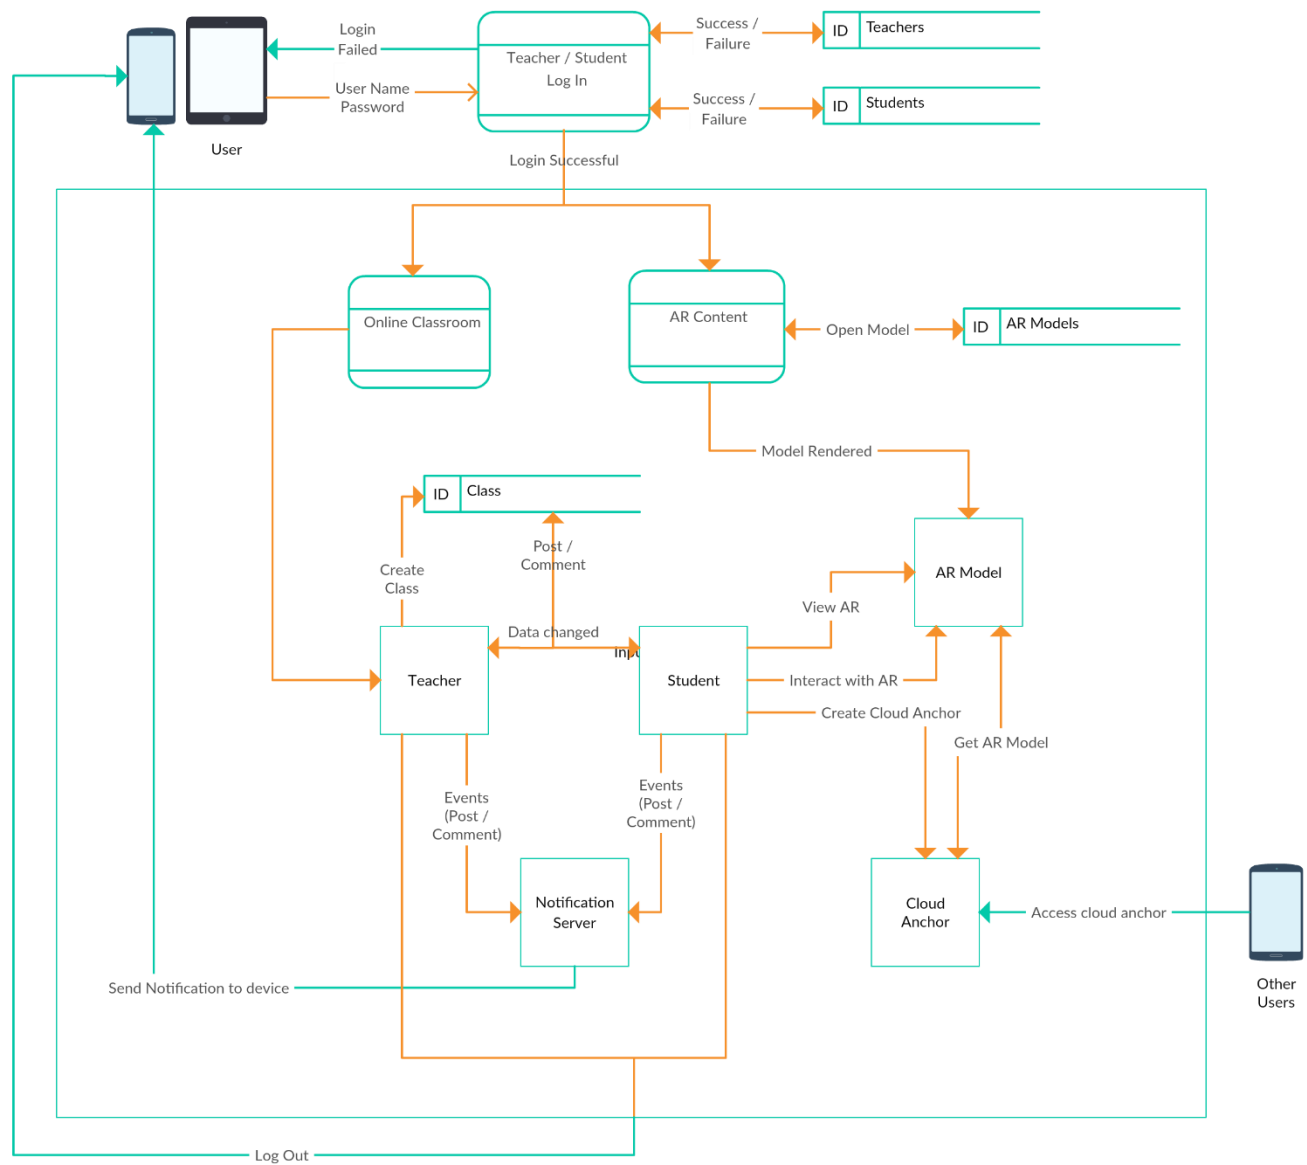 Login
Failed
User Name
Password
User
Teacher / Student
Log In
Success /
Failure
ID
Teachers
Success /
Failure
ID
Students
Login Successful
Online Classroom
AR Content
Open Model
ID
AR Models
Model Rendered
ID
Class
Post /
Comment
Create
Class
AR Model
View AR
Data changed
Teacher
Student
Interact with AR
Create Cloud Anchor
Get AR Model
Events
(Post /
Comment)
Events
(Post /
Comment)
Notification
Server
Cloud
Anchor
Access cloud anchor
Other
Users
Send Notification to device
Log Out